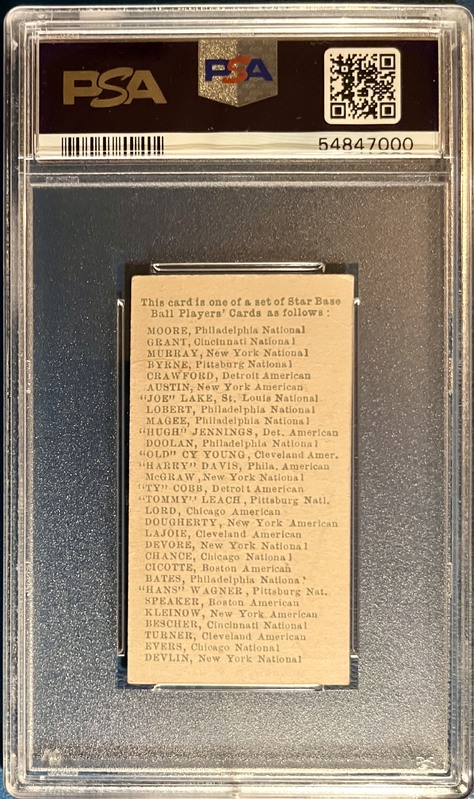 PSA
PSA
54847000
This card is one of a set of Star Base
Ball Players' Cards as follows:
MOORE, Philadelphia National
GRANT, Cincinnati National
MURRAY, New York National
BYRNE, Pittsburg National
CRAWFORD, Detroit American
AUSTIN, New York American
"JOE" LAKE, St. Louis National
LOBERT, Philadelphia National
MAGEE, Philadelphia National
"HUGH" JENNINGS, Det. American
DOOLAN, Philadelphia National
"OLD" CY YOUNG, Cleveland Amer.
"HARRY" DAVIS, Phila. American
McGRAW, New York National
"TY" COBB, Detroit American
"TOMMY" LEACH, Pittsburg Natl.
LORD, Chicago American
DOUGHERTY, New York American
LAJOIE, Cleveland American
DEVORE, New York National
CHANCE, Chicago National
CICOTTE, Boston American
BATES, Philadelphia National
"HANS" WAGNER, Pittsburg Nat.
SPEAKER, Boston American
KLEINOW, New York American
BESCHER, Cincinnati National
TURNER, Cleveland American
EVERS, Chicago National
DEVLIN, New York National